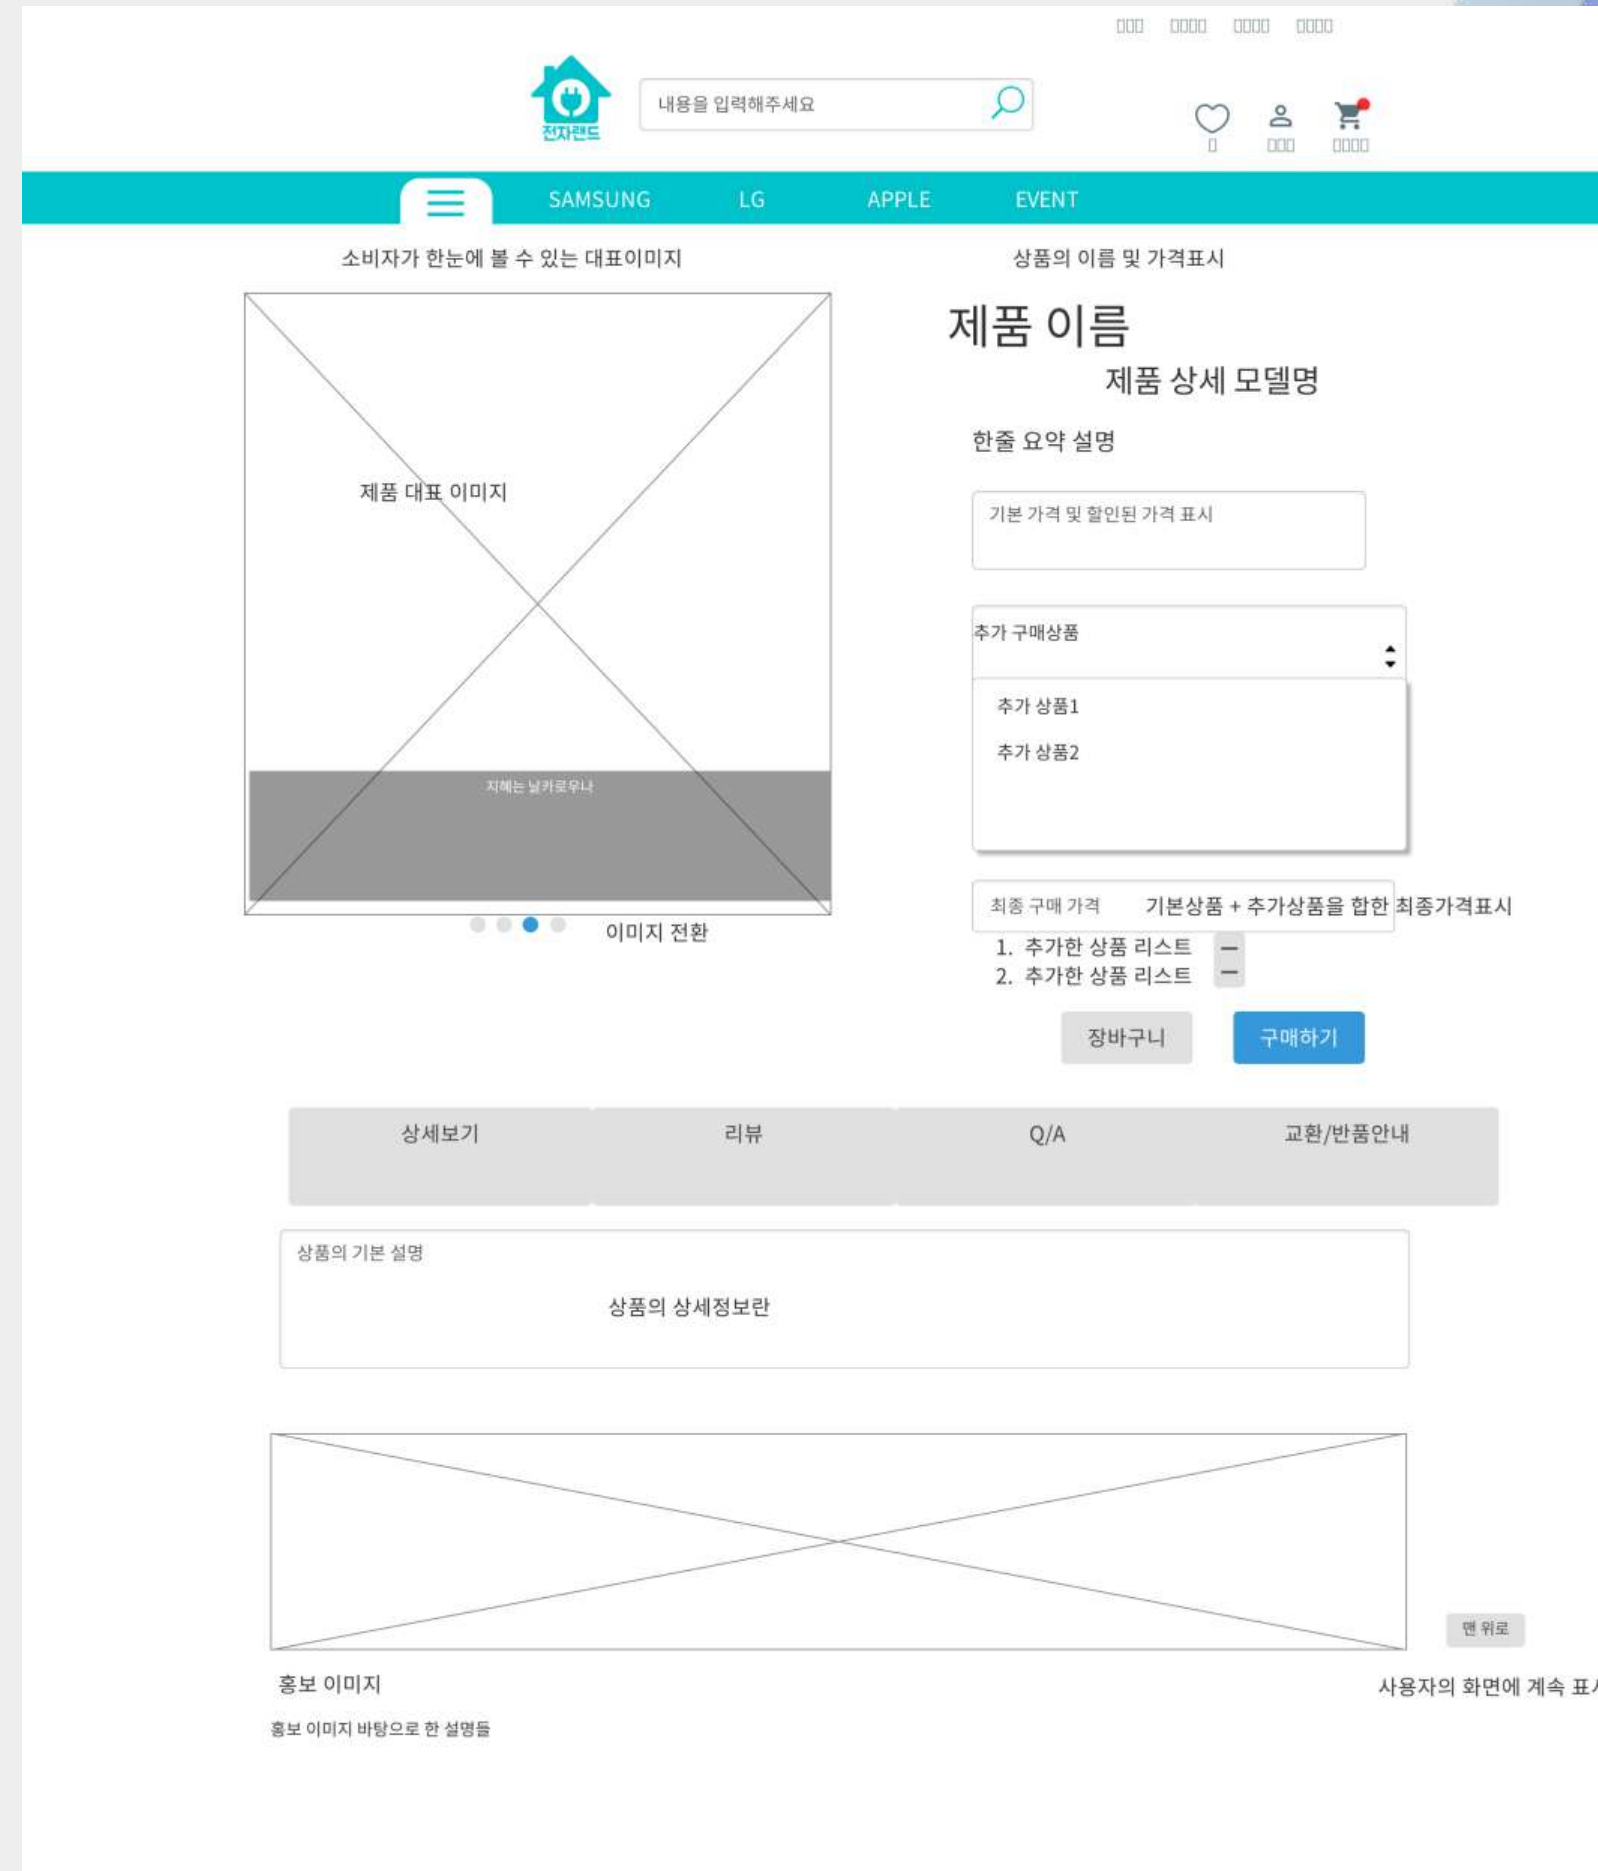 내용을 입력해주세요
전자랜드
SAMSUNG LG APPLE EVENT
소비자가 한눈에 볼 수 있는 대표이미지
상품의 이름 및 가격표시
제품 이름
제품 상세 모델명
한줄 요약 설명
제품 대표 이미지
기본 가격 및 할인된 가격 표시
추가 구매상품
추가 상품1
추가 상품2
지혜는 날카로우나
최종 구매 가격 기본상품 + 추가상품을 합한 최종가격표시
이미지 전환
1. 추가한 상품 리스트
2. 추가한 상품 리스트
장바구니 구매하기
상세보기 리뷰 Q/A 교환/반품안내
상품의 기본 설명
상품의 상세정보란
맨 위로
홍보 이미지
사용자의 화면에 계속
홍보 이미지 바탕으로 한 설명들